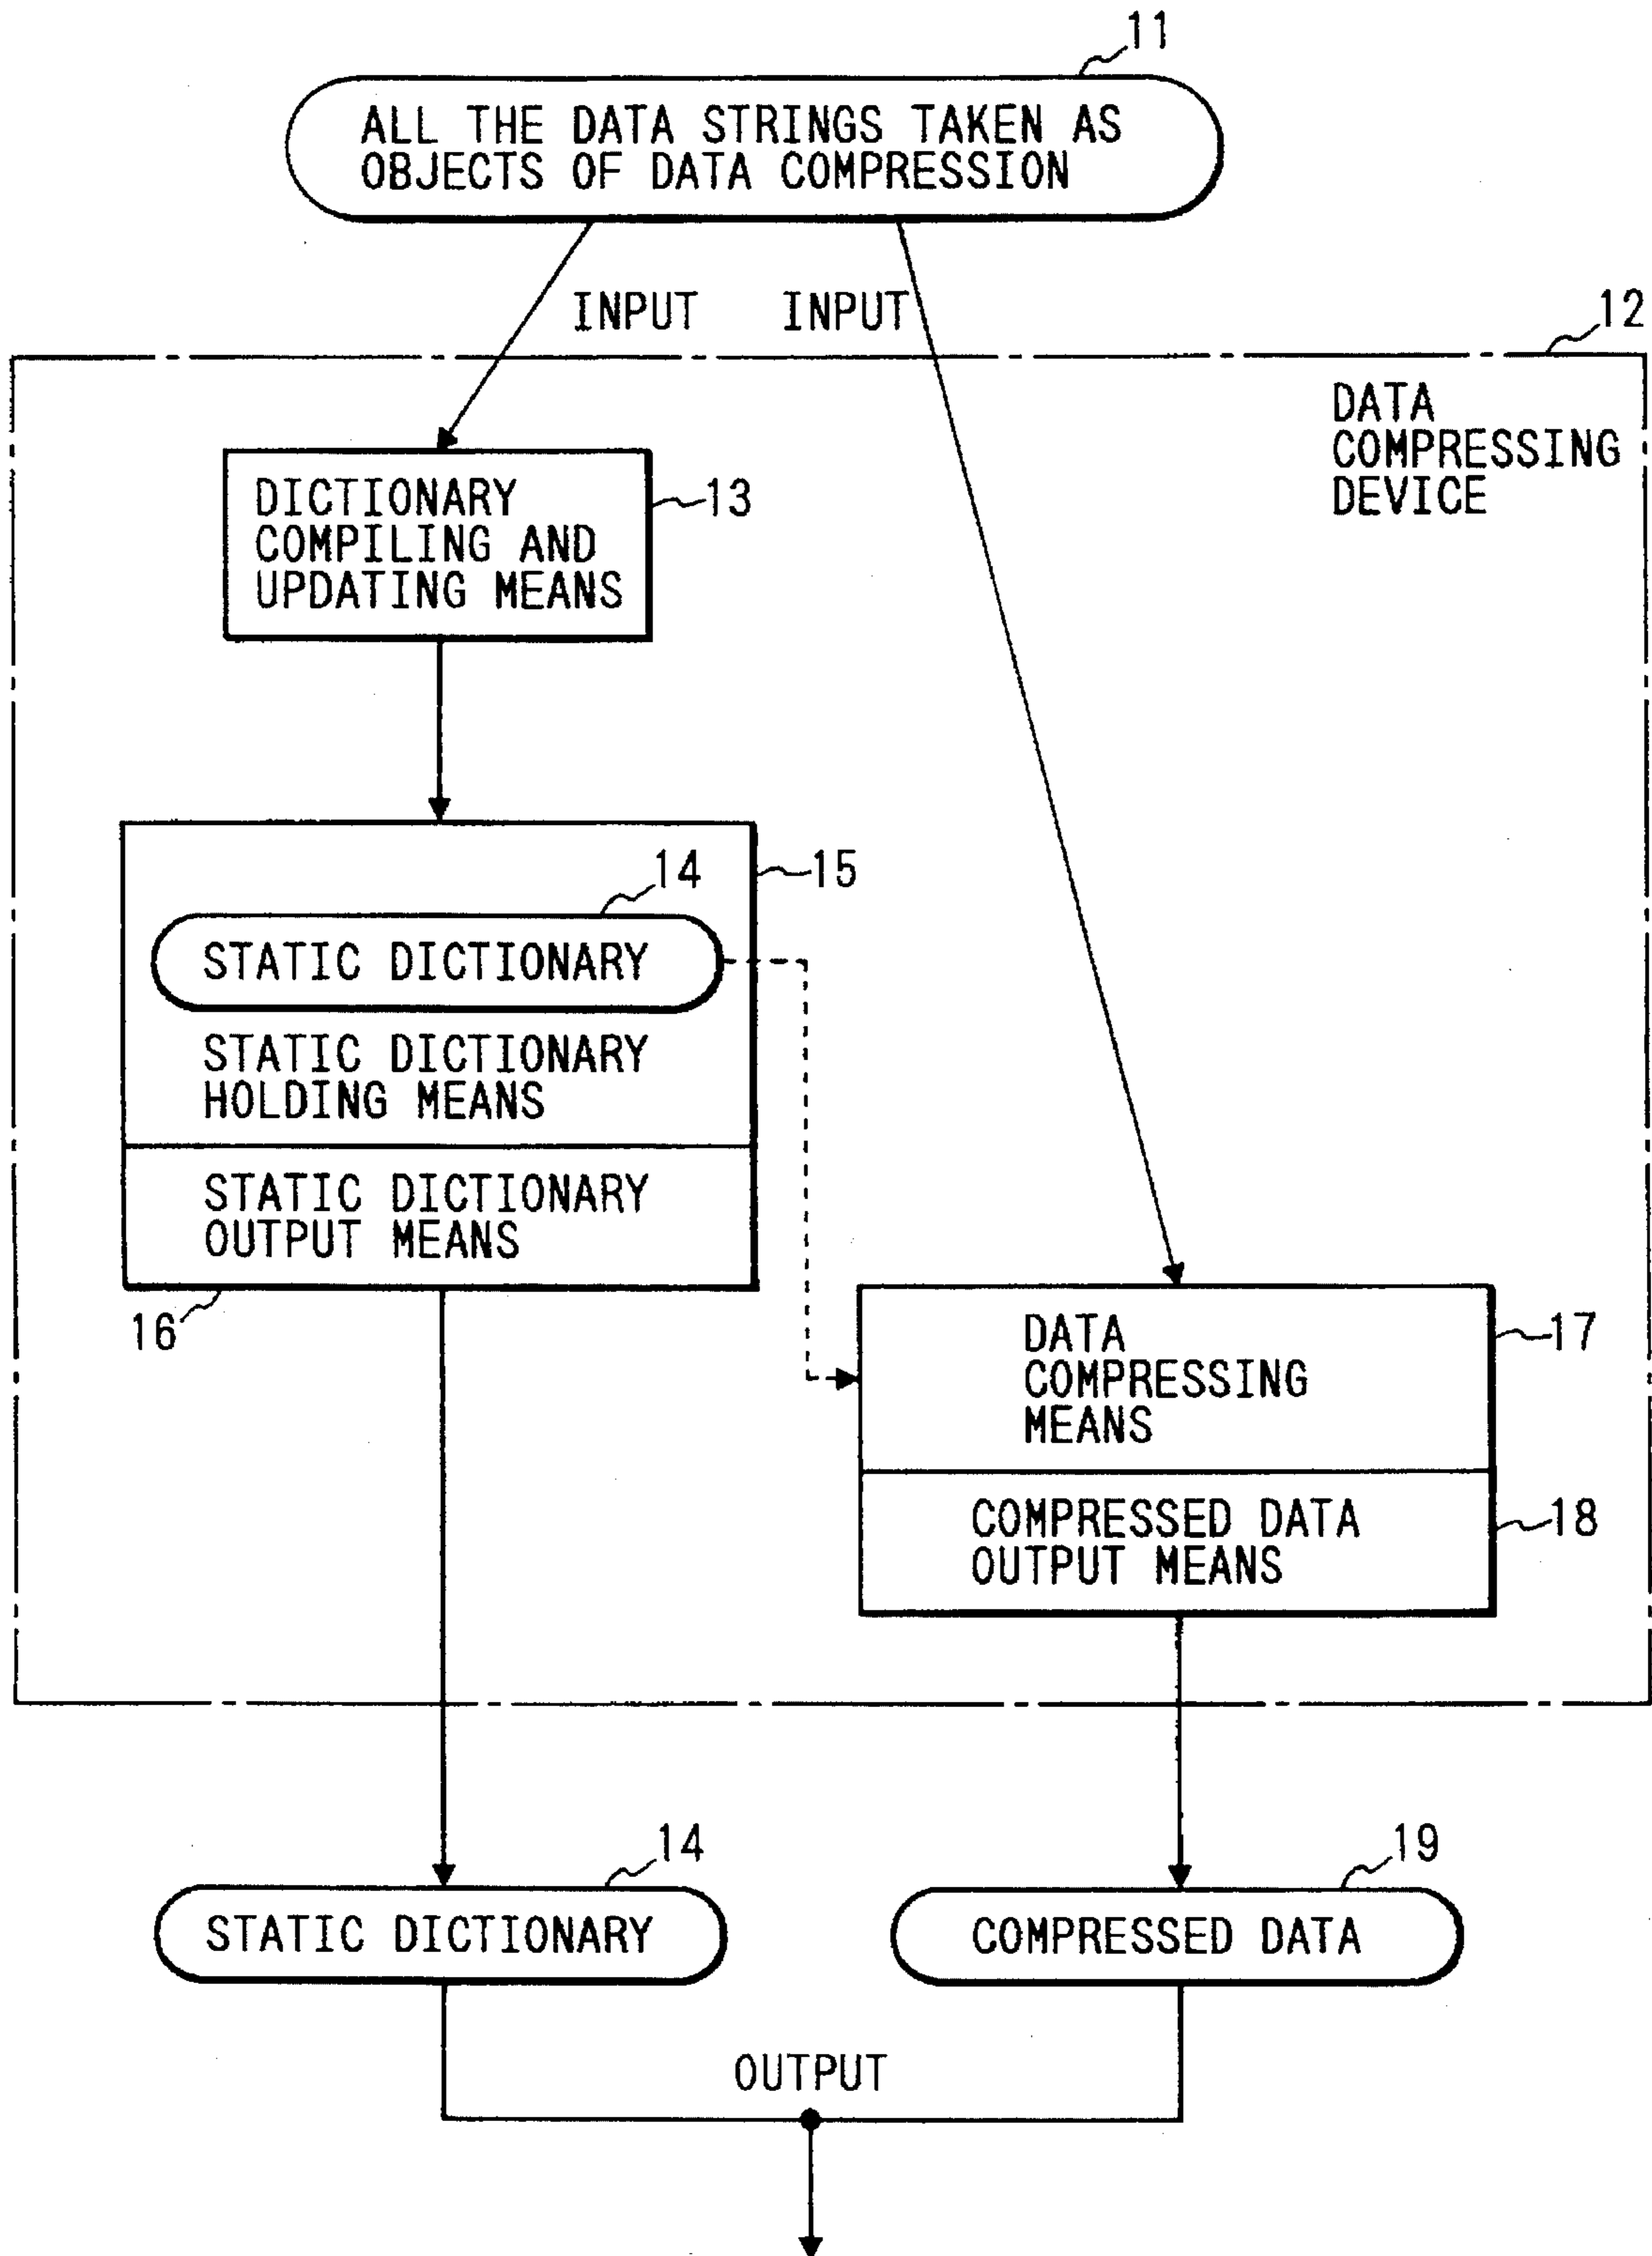 11
ALL THE DATA STRINGS TAKEN AS
OBJECTS OF DATA COMPRESSION
INPUT INPUT
12
DATA
COMPRESSING
DEVICE
DICTIONARY
COMPILING AND
UPDATING MEANS
13
15
14
STATIC DICTIONARY
STATIC DICTIONARY
HOLDING MEANS
STATIC DICTIONARY
OUTPUT MEANS
16
DATA
COMPRESSING
MEANS
17
COMPRESSED DATA
OUTPUT MEANS
18
14
STATIC DICTIONARY
19
COMPRESSED DATA
OUTPUT